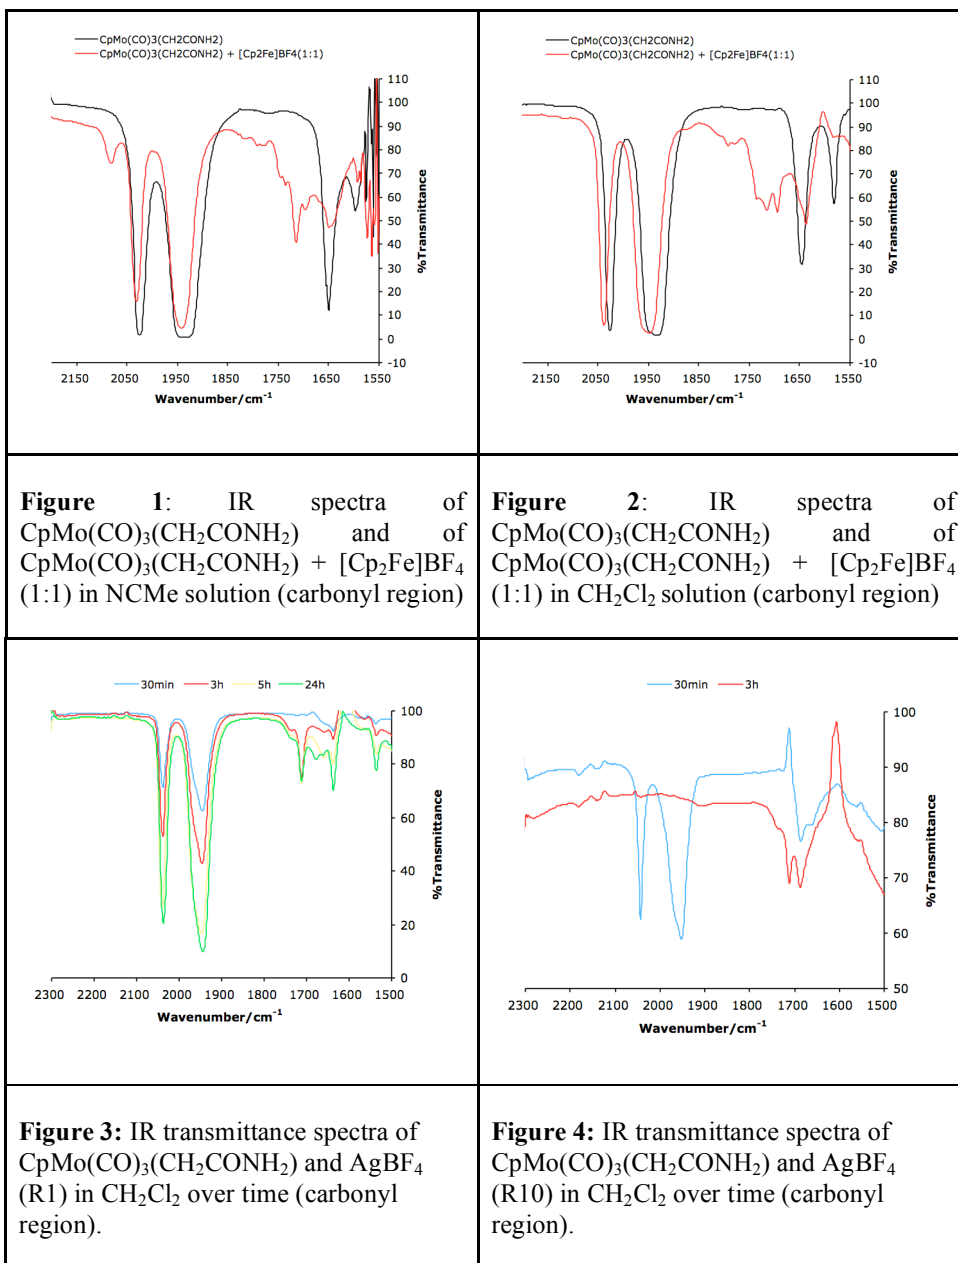 CpMo(CO)3(CH2CONH2)
CpMo(CO)3(CH2CONH2) + [Cp2Fe]BF4(1:1)
110
100
90
80
70
60
50
40
30
20
10
0
-10
%Transmittance
2150 2050 1950 1850 1750 1650 1550
Wavenumber/cm⁻¹
CpMo(CO)3(CH2CONH2)
CpMo(CO)3(CH2CONH2) + [Cp2Fe]BF4(1:1)
110
100
90
80
70
60
50
40
30
20
10
0
-10
%Transmittance
2150 2050 1950 1850 1750 1650 1550
Wavenumber/cm⁻¹
Figure 1: IR spectra of
CpMo(CO)₃(CH₂CONH₂) and of
CpMo(CO)₃(CH₂CONH₂) + [Cp₂Fe]BF₄
(1:1) in NCMe solution (carbonyl region)
Figure 2: IR spectra of
CpMo(CO)₃(CH₂CONH₂) and of
CpMo(CO)₃(CH₂CONH₂) + [Cp₂Fe]BF₄
(1:1) in CH₂Cl₂ solution (carbonyl region)
30min 3h 5h 24h
100
80
60
40
20
0
%Transmittance
2300 2200 2100 2000 1900 1800 1700 1600 1500
Wavenumber/cm⁻¹
30min 3h
100
90
80
70
60
50
%Transmittance
2300 2200 2100 2000 1900 1800 1700 1600 1500
Wavenumber/cm⁻¹
Figure 3: IR transmittance spectra of
CpMo(CO)₃(CH₂CONH₂) and AgBF₄
(R1) in CH₂Cl₂ over time (carbonyl
region).
Figure 4: IR transmittance spectra of
CpMo(CO)₃(CH₂CONH₂) and AgBF₄
(R10) in CH₂Cl₂ over time (carbonyl
region).